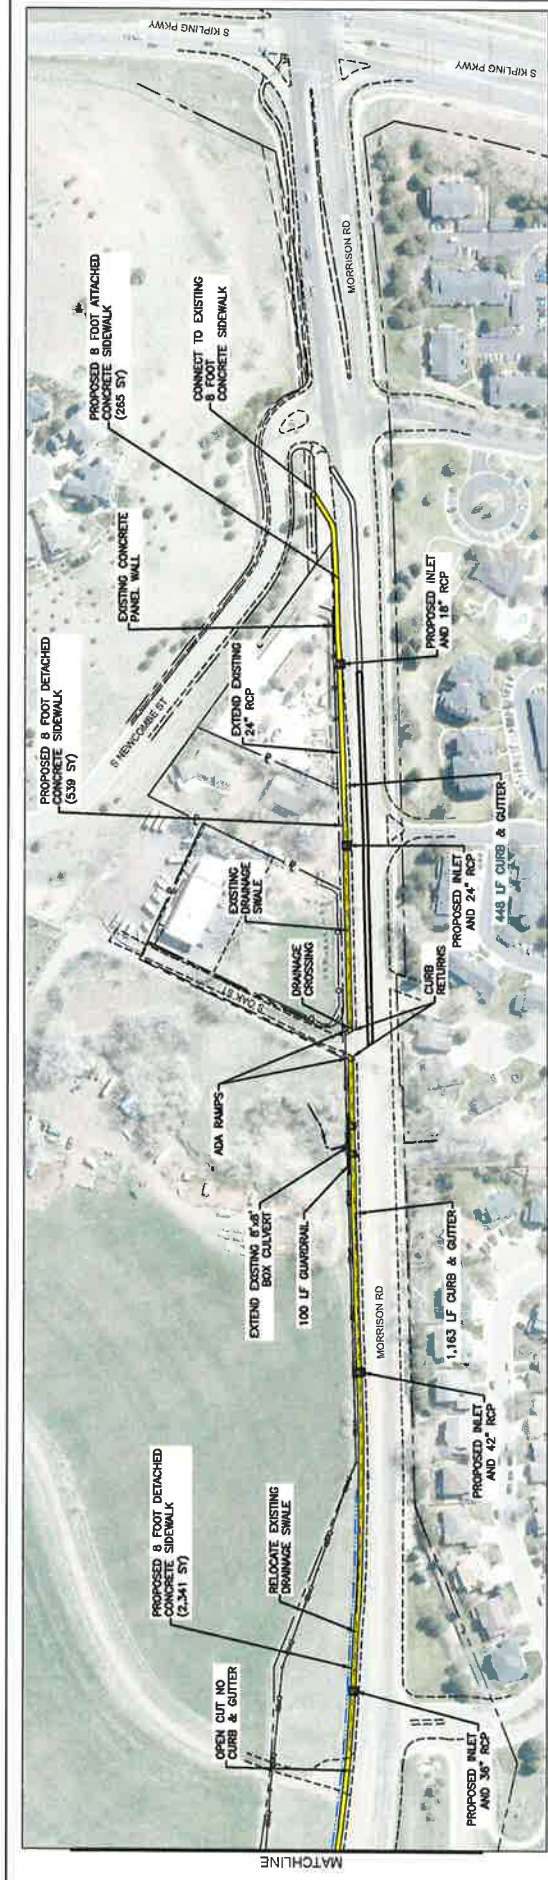 S KIPLING PKWY
S KIPLING PKWY
MORRISON RD
PROPOSED 8 FOOT ATTACHED
CONCRETE SIDEWALK
(265 SY)
CONNECT TO EXISTING
8 FOOT
CONCRETE SIDEWALK
EXISTING CONCRETE
PANEL WALL
PROPOSED INLET
AND 18" RCP
S NEWCOMBE ST
EXTEND EXISTING
24" RCP
PROPOSED 8 FOOT DETACHED
CONCRETE SIDEWALK
(539 SY)
448 LF CURB & GUTTER
PROPOSED INLET
AND 24" RCP
EXISTING
DRAINAGE
SWALE
DRAINAGE
CROSSING
CURB
RETURNS
S OAK ST
ADA RAMPS
EXTEND EXISTING 8'x8'
BOX CULVERT
100 LF GUARDRAIL
1,163 LF CURB & GUTTER
MORRISON RD
PROPOSED INLET
AND 42" RCP
PROPOSED 8 FOOT DETACHED
CONCRETE SIDEWALK
(2,341 SY)
RELOCATE EXISTING
DRAINAGE SWALE
OPEN CUT NO
CURB & GUTTER
PROPOSED INLET
AND 36" RCP
MATCHLINE